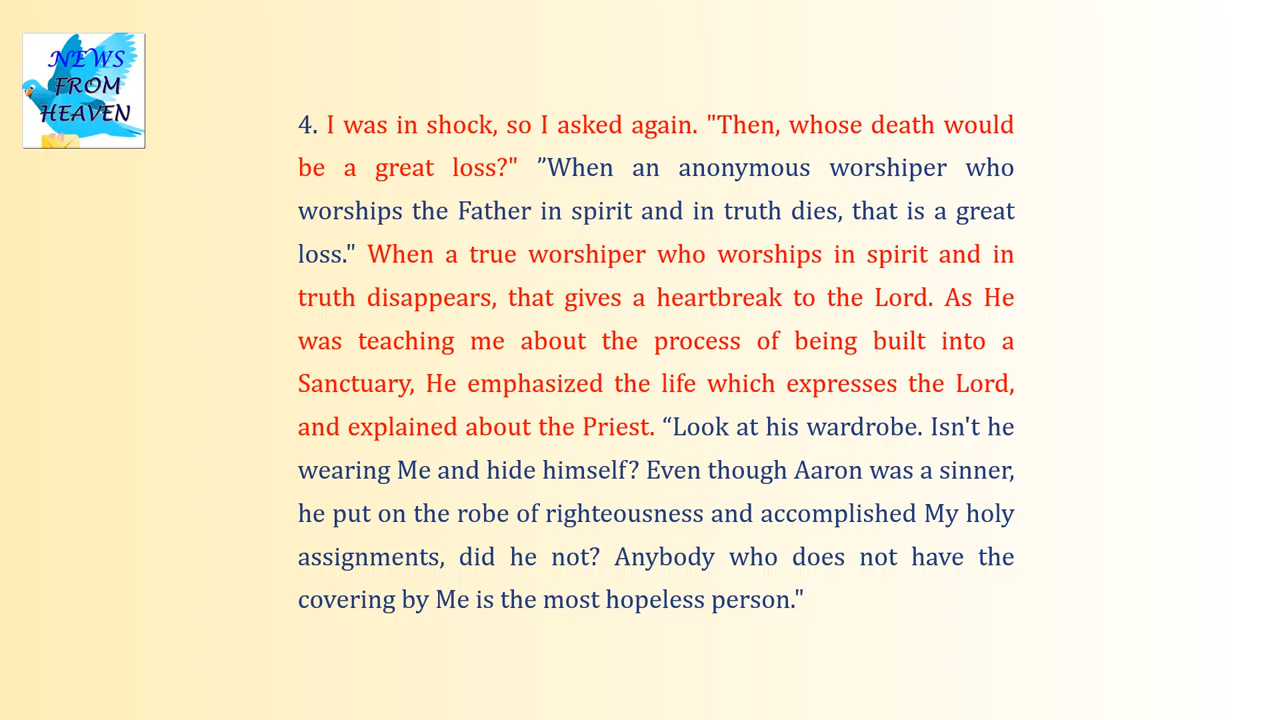 NEWS
FROM
HEAVEN
4. I was in shock, so I asked again. "Then, whose death would
be a great loss?" ”When an anonymous worshiper who
worships the Father in spirit and in truth dies, that is a great
loss." When a true worshiper who worships in spirit and in
truth disappears, that gives a heartbreak to the Lord. As He
was teaching me about the process of being built into a
Sanctuary, He emphasized the life which expresses the Lord,
and explained about the Priest. “Look at his wardrobe. Isn't he
wearing Me and hide himself? Even though Aaron was a sinner,
he put on the robe of righteousness and accomplished My holy
assignments, did he not? Anybody who does not have the
covering by Me is the most hopeless person."